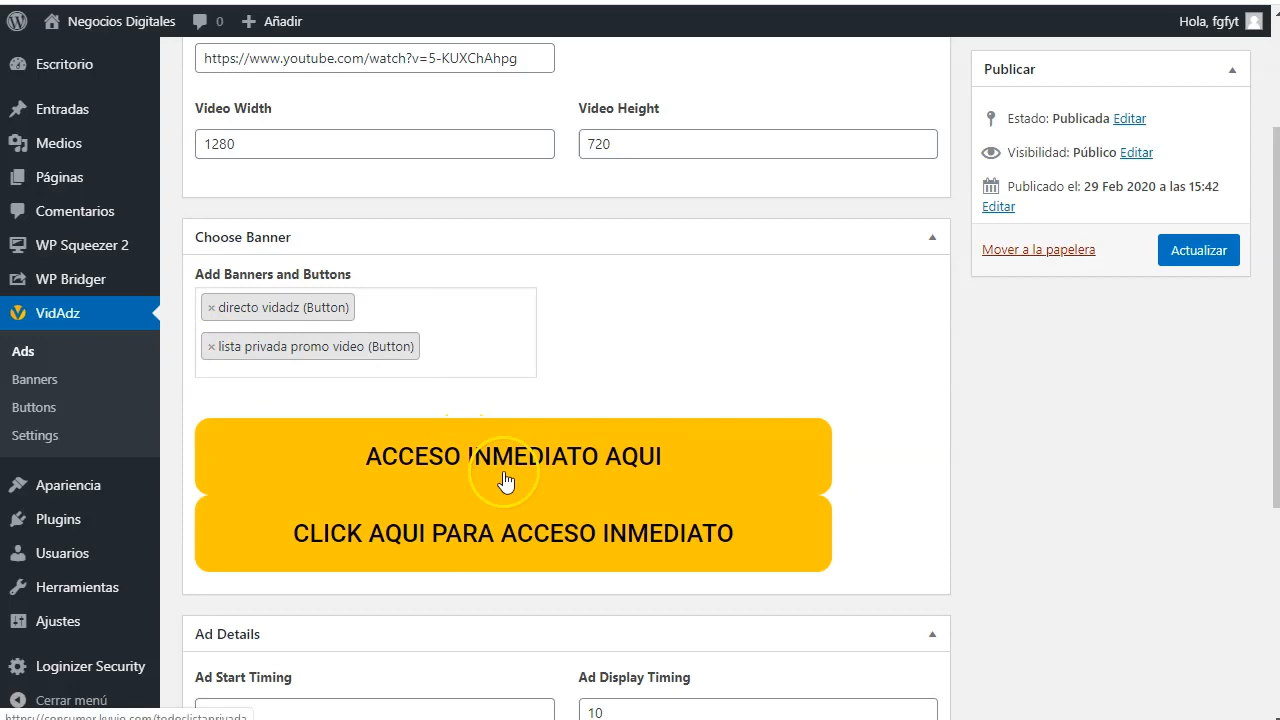 Negocios Digitales
0
Añadir
Hola, fgfyt
Escritorio
Entradas
Medios
Páginas
Comentarios
WP Squeezer 2
WP Bridger
VidAdz
Ads
Banners
Buttons
Settings
Apariencia
Plugins
Usuarios
Herramientas
Ajustes
Loginizer Security
Cerrar menú
https://www.youtube.com/watch?v=5-KUXChAhpg
Video Width
Video Height
1280
720
Choose Banner
Add Banners and Buttons
× directo vidadz (Button)
× lista privada promo video (Button)
ACCESO INMEDIATO AQUI
CLICK AQUI PARA ACCESO INMEDIATO
Ad Details
Ad Start Timing
Ad Display Timing
10
Publicar
Estado: Publicada Editar
Visibilidad: Público Editar
Publicado el: 29 Feb 2020 a las 15:42
Editar
Mover a la papelera
Actualizar